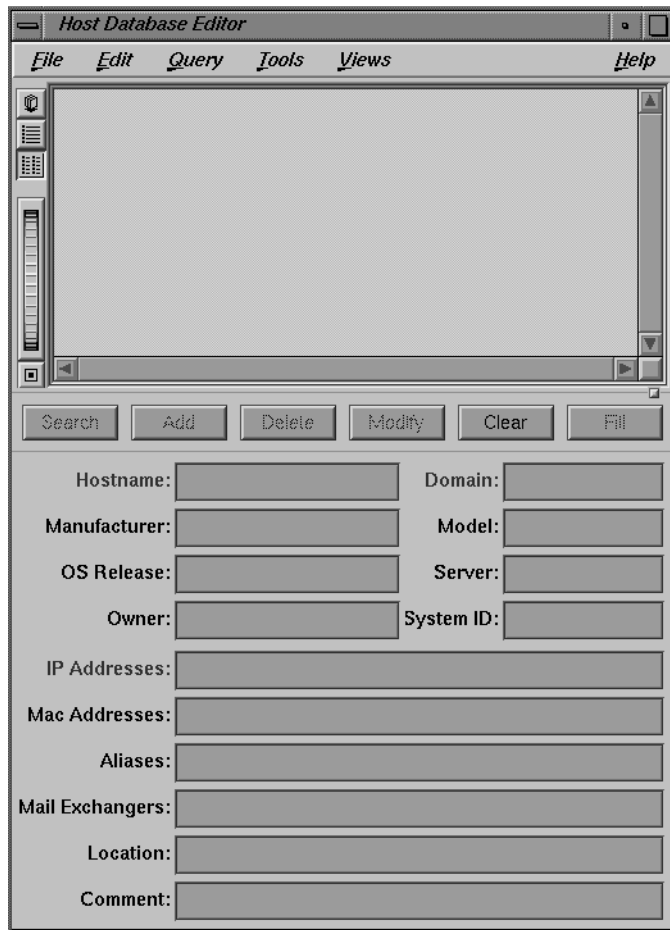 Host Database Editor
File Edit Query Tools Views Help
Search Add Delete Modify Clear Fill
Hostname: Domain:
Manufacturer: Model:
OS Release: Server:
Owner: System ID:
IP Addresses:
Mac Addresses:
Aliases:
Mail Exchangers:
Location:
Comment: